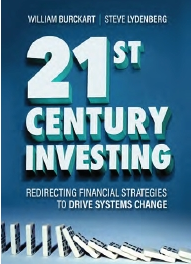 WILLIAM BURCKART | STEVE LYDENBERG
21ST
CENTURY
INVESTING
REDIRECTING FINANCIAL STRATEGIES
TO DRIVE SYSTEMS CHANGE